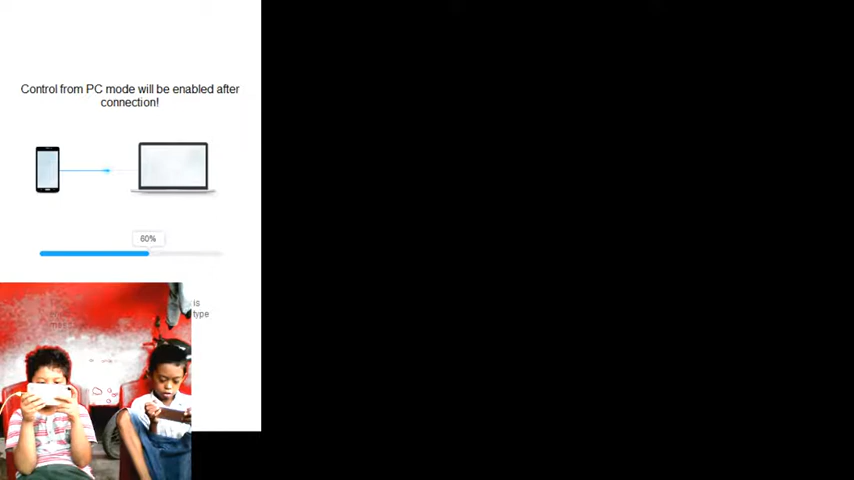 Control from PC mode will be enabled after
connection!
60%
is
type